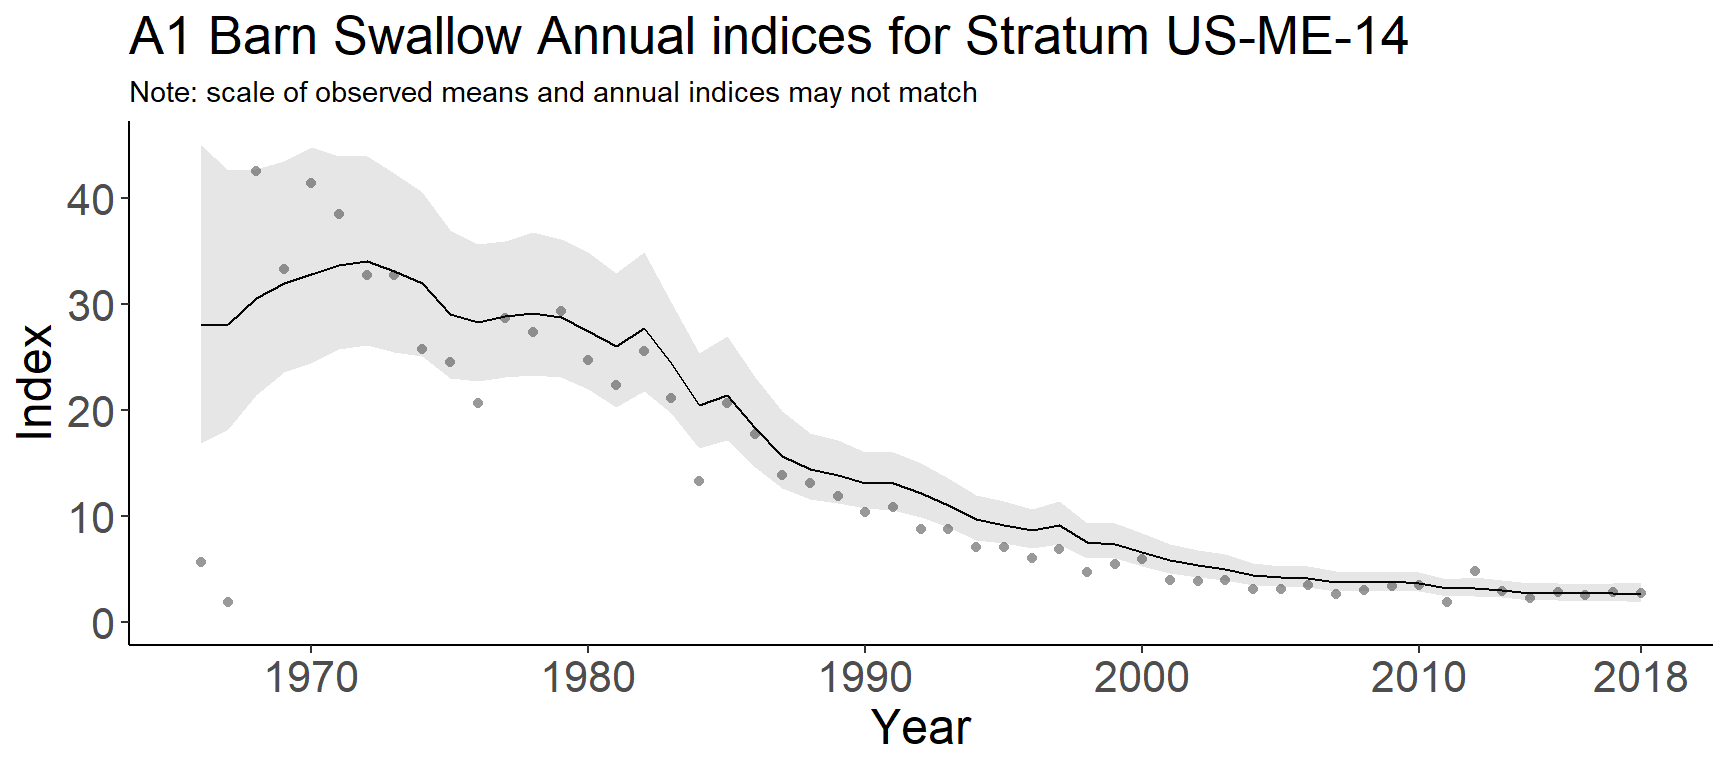 A1 Barn Swallow Annual indices for Stratum US-ME-14
Note: scale of observed means and annual indices may not match
Index
40
30
20
10
0
1970 1980 1990 2000 2010 2018
Year